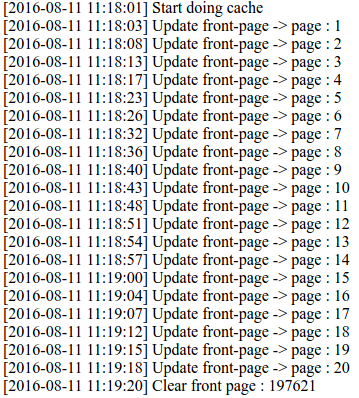 [2016-08-11 11:18:01] Start doing cache
[2016-08-11 11:18:03] Update front-page -> page : 1
[2016-08-11 11:18:08] Update front-page -> page : 2
[2016-08-11 11:18:13] Update front-page -> page : 3
[2016-08-11 11:18:17] Update front-page -> page : 4
[2016-08-11 11:18:23] Update front-page -> page : 5
[2016-08-11 11:18:26] Update front-page -> page : 6
[2016-08-11 11:18:32] Update front-page -> page : 7
[2016-08-11 11:18:36] Update front-page -> page : 8
[2016-08-11 11:18:40] Update front-page -> page : 9
[2016-08-11 11:18:43] Update front-page -> page : 10
[2016-08-11 11:18:48] Update front-page -> page : 11
[2016-08-11 11:18:51] Update front-page -> page : 12
[2016-08-11 11:18:54] Update front-page -> page : 13
[2016-08-11 11:18:57] Update front-page -> page : 14
[2016-08-11 11:19:00] Update front-page -> page : 15
[2016-08-11 11:19:04] Update front-page -> page : 16
[2016-08-11 11:19:07] Update front-page -> page : 17
[2016-08-11 11:19:12] Update front-page -> page : 18
[2016-08-11 11:19:15] Update front-page -> page : 19
[2016-08-11 11:19:18] Update front-page -> page : 20
[2016-08-11 11:19:20] Clear front page : 197621